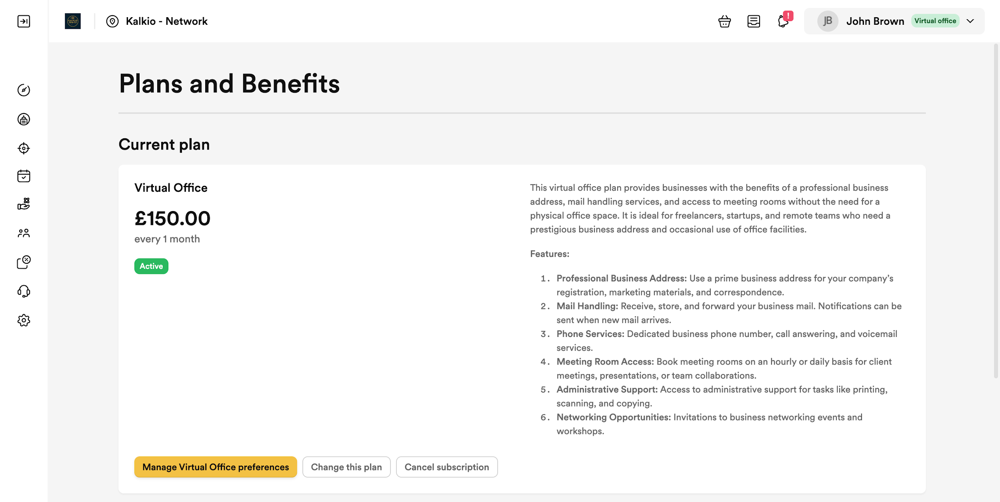 Kalkio - Network
!
JB
John Brown
Virtual office
Plans and Benefits
Current plan
Virtual Office
£150.00
every 1 month
Active
This virtual office plan provides businesses with the benefits of a professional business
address, mail handling services, and access to meeting rooms without the need for a
physical office space. It is ideal for freelancers, startups, and remote teams who need a
prestigious business address and occasional use of office facilities.
Features:
1. Professional Business Address: Use a prime business address for your company’s
registration, marketing materials, and correspondence.
2. Mail Handling: Receive, store, and forward your business mail. Notifications can be
sent when new mail arrives.
3. Phone Services: Dedicated business phone number, call answering, and voicemail
services.
4. Meeting Room Access: Book meeting rooms on an hourly or daily basis for client
meetings, presentations, or team collaborations.
5. Administrative Support: Access to administrative support for tasks like printing,
scanning, and copying.
6. Networking Opportunities: Invitations to business networking events and
workshops.
Manage Virtual Office preferences
Change this plan
Cancel subscription